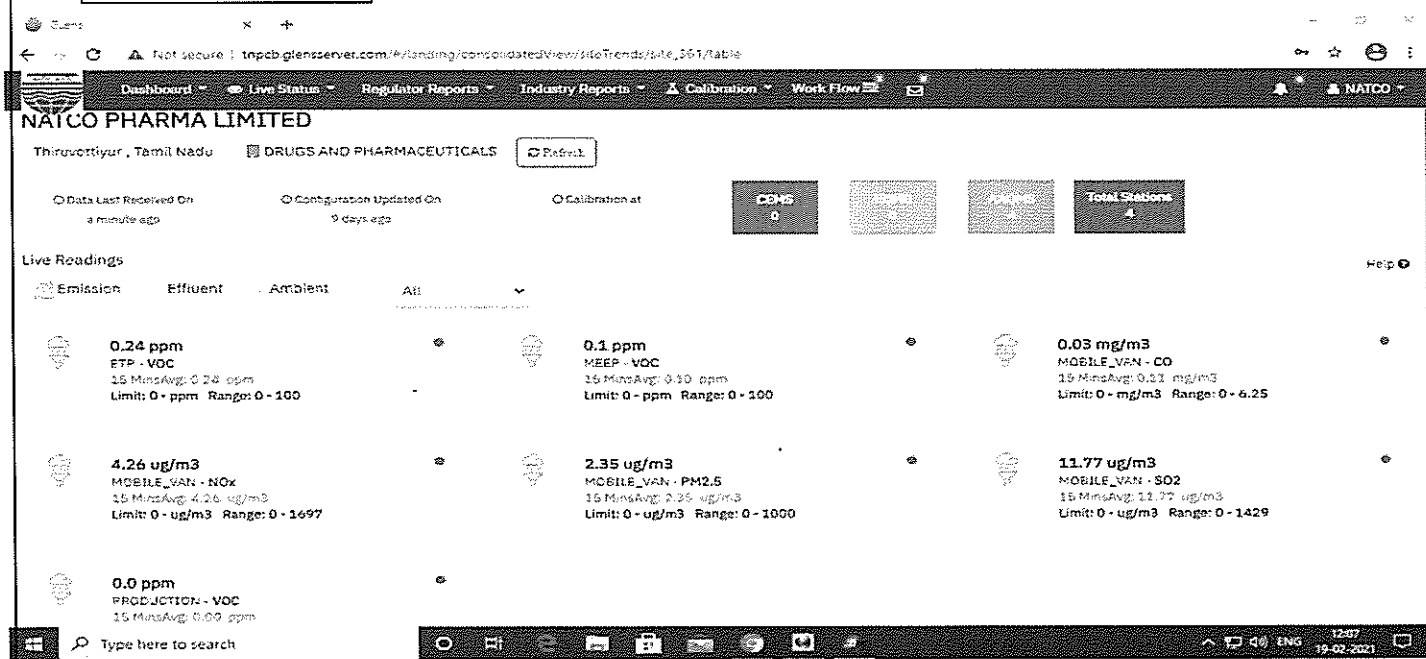 Not secure | tnpcb.glensserver.com/#/landing/consolidatedView/siteTrends/site_361/table
Dashboard Live Status Regulator Reports Industry Reports Calibration Work Flow NATCO
NATCO PHARMA LIMITED
Thiruvottiyur , Tamil Nadu DRUGS AND PHARMACEUTICALS Refresh
Data Last Received On Configuration Updated On Calibration at Total Stations
a minute ago 9 days ago 0 4
Live Readings Help
Emission Effluent Ambient All
0.24 ppm 0.1 ppm 0.03 mg/m3
ETP - VOC MEEP - VOC MOBILE_VAN - CO
15 MinsAvg: 0.24 ppm 15 MinsAvg: 0.10 ppm 15 MinsAvg: mg/m3
Limit: 0 - ppm Range: 0 - 100 Limit: 0 - ppm Range: 0 - 100 Limit: 0 - mg/m3 Range: 0 - 6.25
4.26 ug/m3 2.35 ug/m3 11.77 ug/m3
MOBILE_VAN - NOx MOBILE_VAN - PM2.5 MOBILE_VAN - SO2
15 MinsAvg: 4.26 ug/m3 15 MinsAvg: 2.35 ug/m3 15 MinsAvg: 11.77 ug/m3
Limit: 0 - ug/m3 Range: 0 - 1697 Limit: 0 - ug/m3 Range: 0 - 1000 Limit: 0 - ug/m3 Range: 0 - 1429
0.0 ppm
PRODUCTION - VOC
15 MinsAvg: 0.00 ppm
Type here to search ENG 12:07
19-02-2021